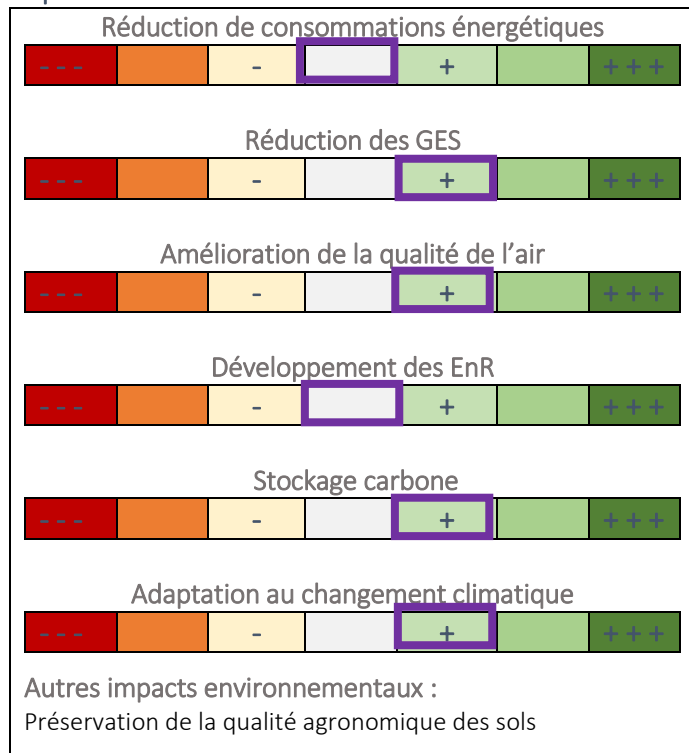 Réduction de consommations énergétiques
- - - - + + + +
Réduction des GES
- - - - + + + +
Amélioration de la qualité de l’air
- - - - + + + +
Développement des EnR
- - - - + + + +
Stockage carbone
- - - - + + + +
Adaptation au changement climatique
- - - - + + + +
Autres impacts environnementaux :
Préservation de la qualité agronomique des sols